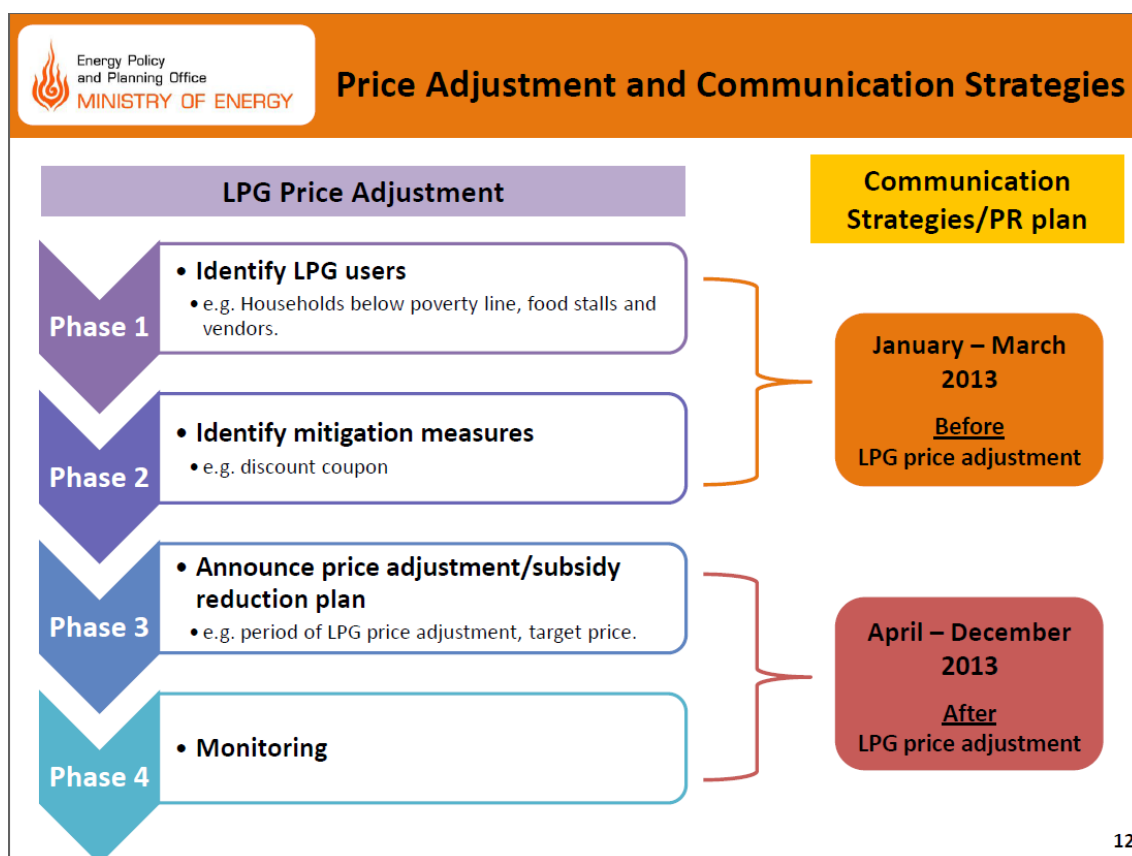 Energy Policy
and Planning Office
MINISTRY OF ENERGY
Price Adjustment and Communication Strategies
LPG Price Adjustment
Communication
Strategies/PR plan
Phase 1
• Identify LPG users
• e.g. Households below poverty line, food stalls and
vendors.
Phase 2
• Identify mitigation measures
• e.g. discount coupon
January – March
2013
Before
LPG price adjustment
Phase 3
• Announce price adjustment/subsidy
reduction plan
• e.g. period of LPG price adjustment, target price.
Phase 4
• Monitoring
April – December
2013
After
LPG price adjustment
12